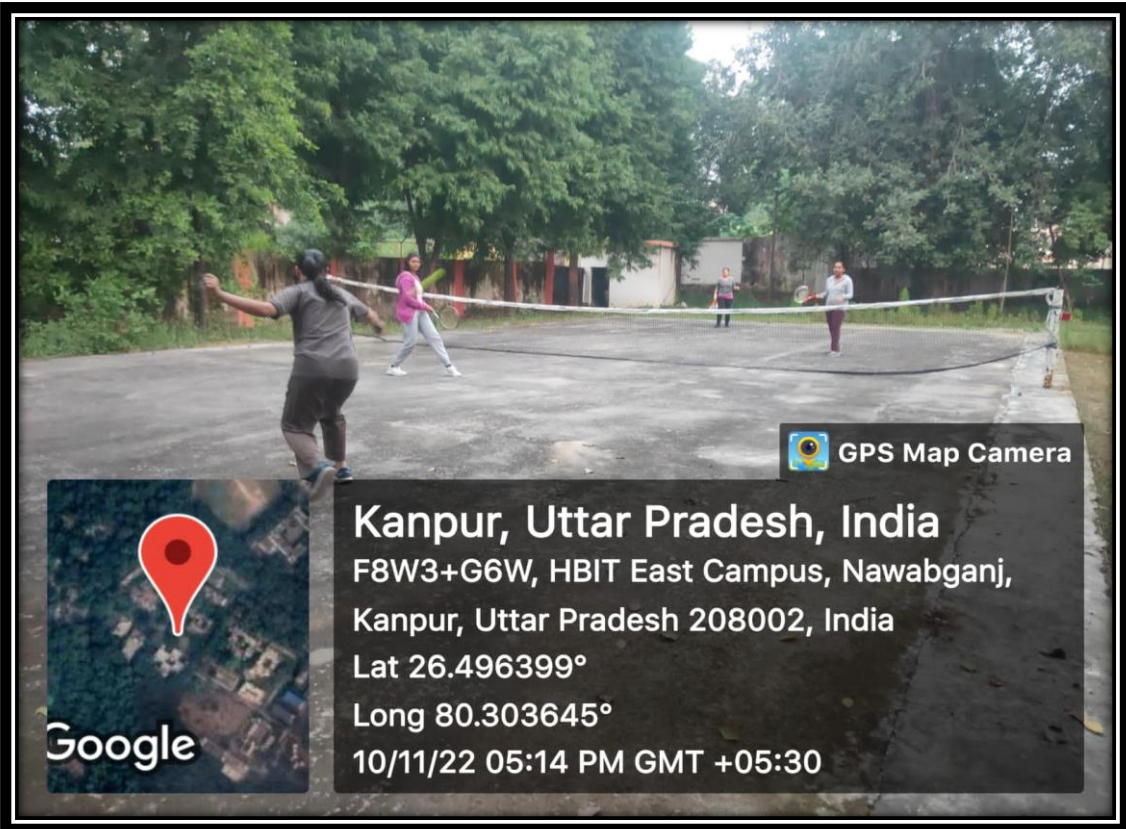 GPS Map Camera
Kanpur, Uttar Pradesh, India
F8W3+G6W, HBIT East Campus, Nawabganj,
Kanpur, Uttar Pradesh 208002, India
Lat 26.496399°
Long 80.303645°
10/11/22 05:14 PM GMT +05:30
Google